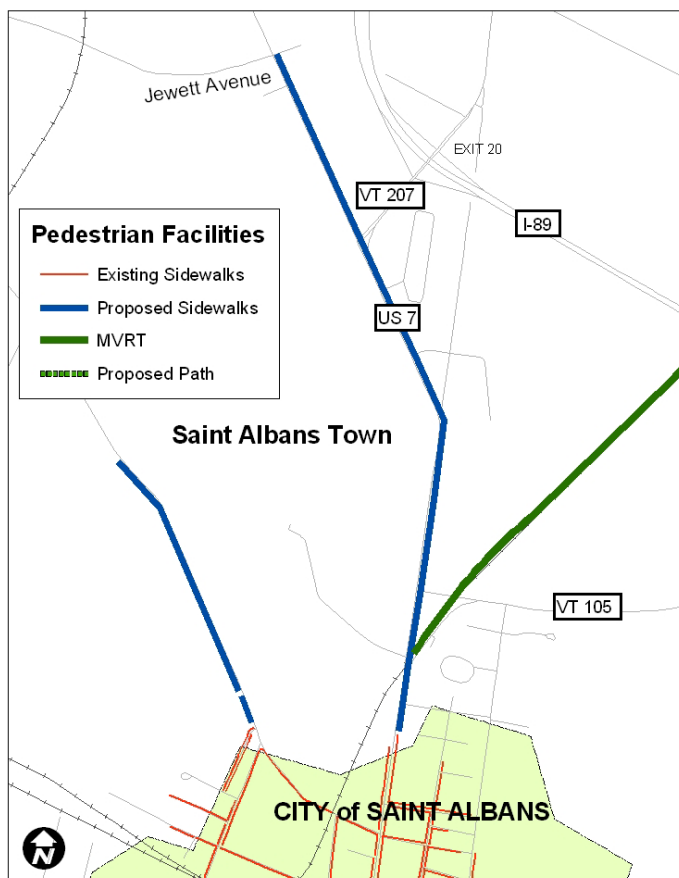 Jewett Avenue
EXIT 20
VT 207
I-89
Pedestrian Facilities
Existing Sidewalks
Proposed Sidewalks
MVRT
Proposed Path
US 7
Saint Albans Town
VT 105
CITY of SAINT ALBANS
N